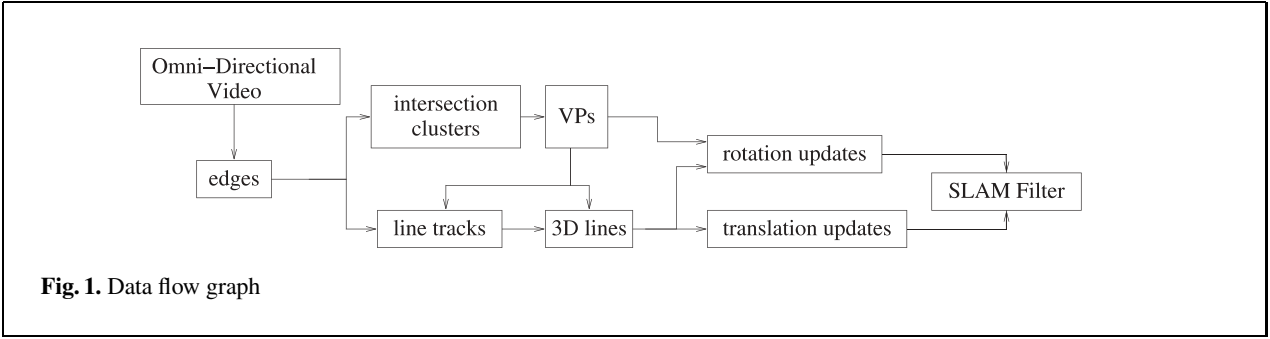 Omni–Directional
Video
intersection
clusters
VPs
rotation updates
edges
SLAM Filter
line tracks
3D lines
translation updates
Fig. 1. Data flow graph